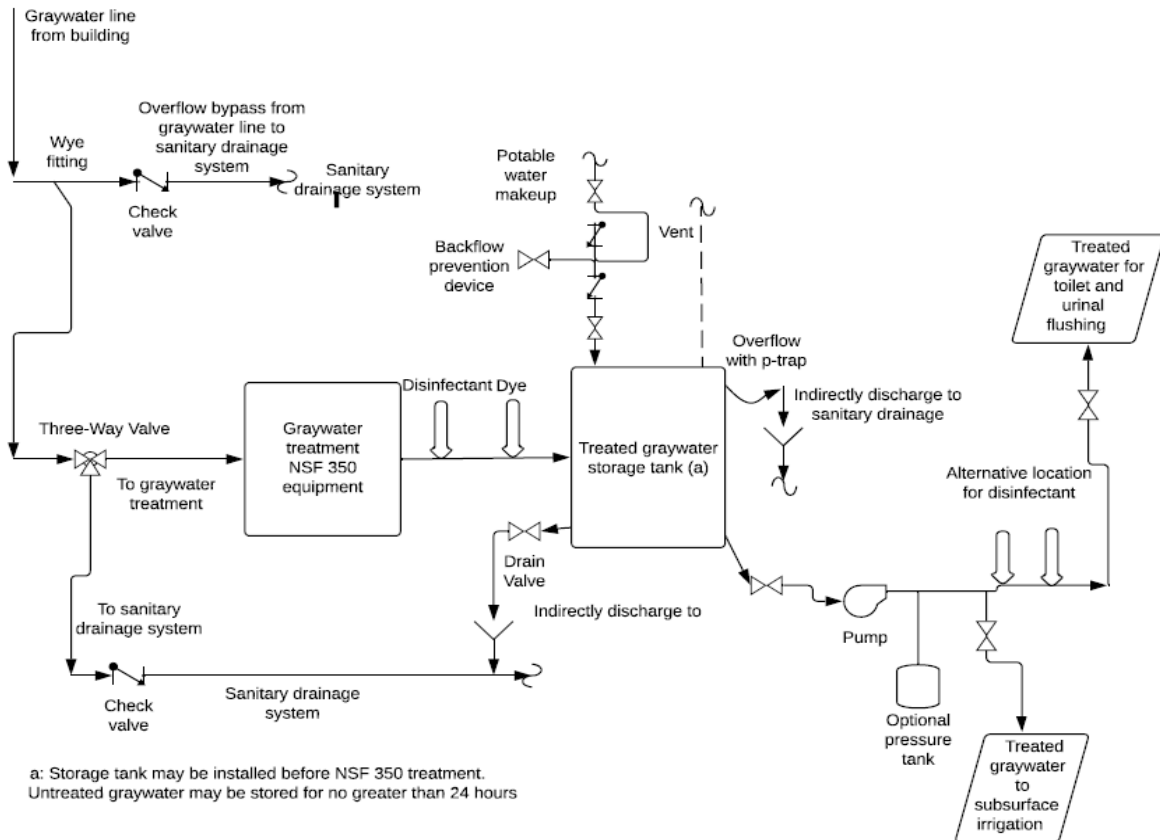 Graywater line
from building
Overflow bypass from
graywater line to
sanitary drainage
system
Wye
fitting
Sanitary
drainage system
Check
valve
Potable
water
makeup
Vent
Backflow
prevention
device
Treated
graywater for
toilet and
urinal
flushing
Overflow
with p-trap
Indirectly discharge to
sanitary drainage
Disinfectant Dye
Three-Way Valve
Graywater
treatment
NSF 350
equipment
Treated graywater
storage tank (a)
To graywater
treatment
Alternative location
for disinfectant
Drain
Valve
To sanitary
drainage system
Indirectly discharge to
Pump
Check
valve
Sanitary drainage
system
Optional
pressure
tank
Treated
graywater
to
subsurface
irrigation
a: Storage tank may be installed before NSF 350 treatment.
Untreated graywater may be stored for no greater than 24 hours